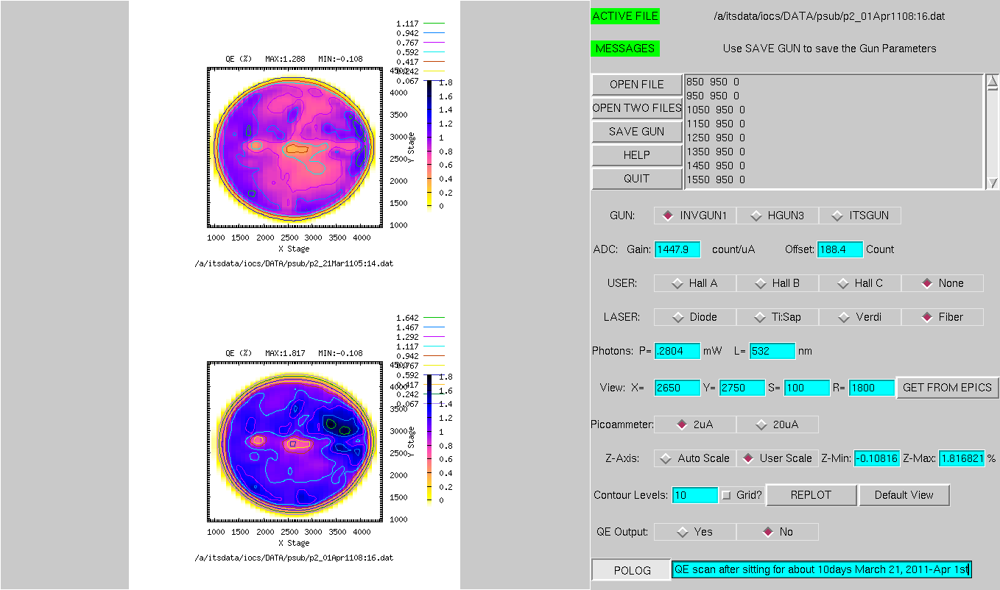 1.117
0.942
0.767
0.592
0.417
0.242
0.067
QE (%) MAX:1.288 MIN:-0.108
4500
4000
3500
3000
2500
2000
1500
1000
Y Stage
1.8
1.6
1.4
1.2
1
0.8
0.6
0.4
0.2
0
1000 1500 2000 2500 3000 3500 4000
X Stage
/a/itsdata/iocs/DATA/psub/p2_21Mar1105:14.dat
1.642
1.467
1.292
1.117
0.942
0.767
0.592
0.417
0.242
0.067
QE (%) MAX:1.817 MIN:-0.108
4500
4000
3500
3000
2500
2000
1500
1000
Y Stage
1.8
1.6
1.4
1.2
1
0.8
0.6
0.4
0.2
0
1000 1500 2000 2500 3000 3500 4000
X Stage
/a/itsdata/iocs/DATA/psub/p2_01Apr1108:16.dat
ACTIVE FILE /a/itsdata/iocs/DATA/psub/p2_01Apr1108:16.dat
MESSAGES Use SAVE GUN to save the Gun Parameters
OPEN FILE
OPEN TWO FILES
SAVE GUN
HELP
QUIT
850 950 0
950 950 0
1050 950 0
1150 950 0
1250 950 0
1350 950 0
1450 950 0
1550 950 0
GUN: INVGUN1 HGUN3 ITSGUN
ADC: Gain: 1447.9 count/uA Offset: 188.4 Count
USER: Hall A Hall B Hall C None
LASER: Diode Ti:Sap Verdi Fiber
Photons: P= .2804 mW L= 532 nm
View: X= 2650 Y= 2750 S= 100 R= 1800 GET FROM EPICS
Picoammeter: 2uA 20uA
Z-Axis: Auto Scale User Scale Z-Min: -0.10816 Z-Max: 1.816821 %
Contour Levels: 10 Grid? REPLOT Default View
QE Output: Yes No
POLOG QE scan after sitting for about 10days March 21, 2011-Apr 1st